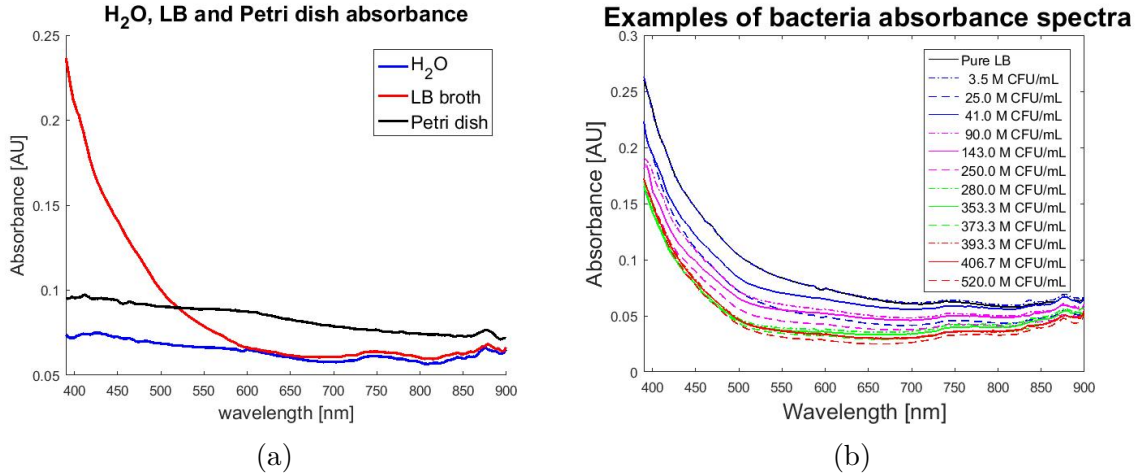 H2O, LB and Petri dish absorbance
Absorbance [AU]
0.25
0.2
0.15
0.1
0.05
400 450 500 550 600 650 700 750 800 850 900
wavelength [nm]
H2O
LB broth
Petri dish
(a)
Examples of bacteria absorbance spectra
Absorbance [AU]
0.3
0.25
0.2
0.15
0.1
0.05
0
400 450 500 550 600 650 700 750 800 850 900
Wavelength [nm]
Pure LB
3.5 M CFU/mL
25.0 M CFU/mL
41.0 M CFU/mL
90.0 M CFU/mL
143.0 M CFU/mL
250.0 M CFU/mL
280.0 M CFU/mL
353.3 M CFU/mL
373.3 M CFU/mL
393.3 M CFU/mL
406.7 M CFU/mL
520.0 M CFU/mL
(b)